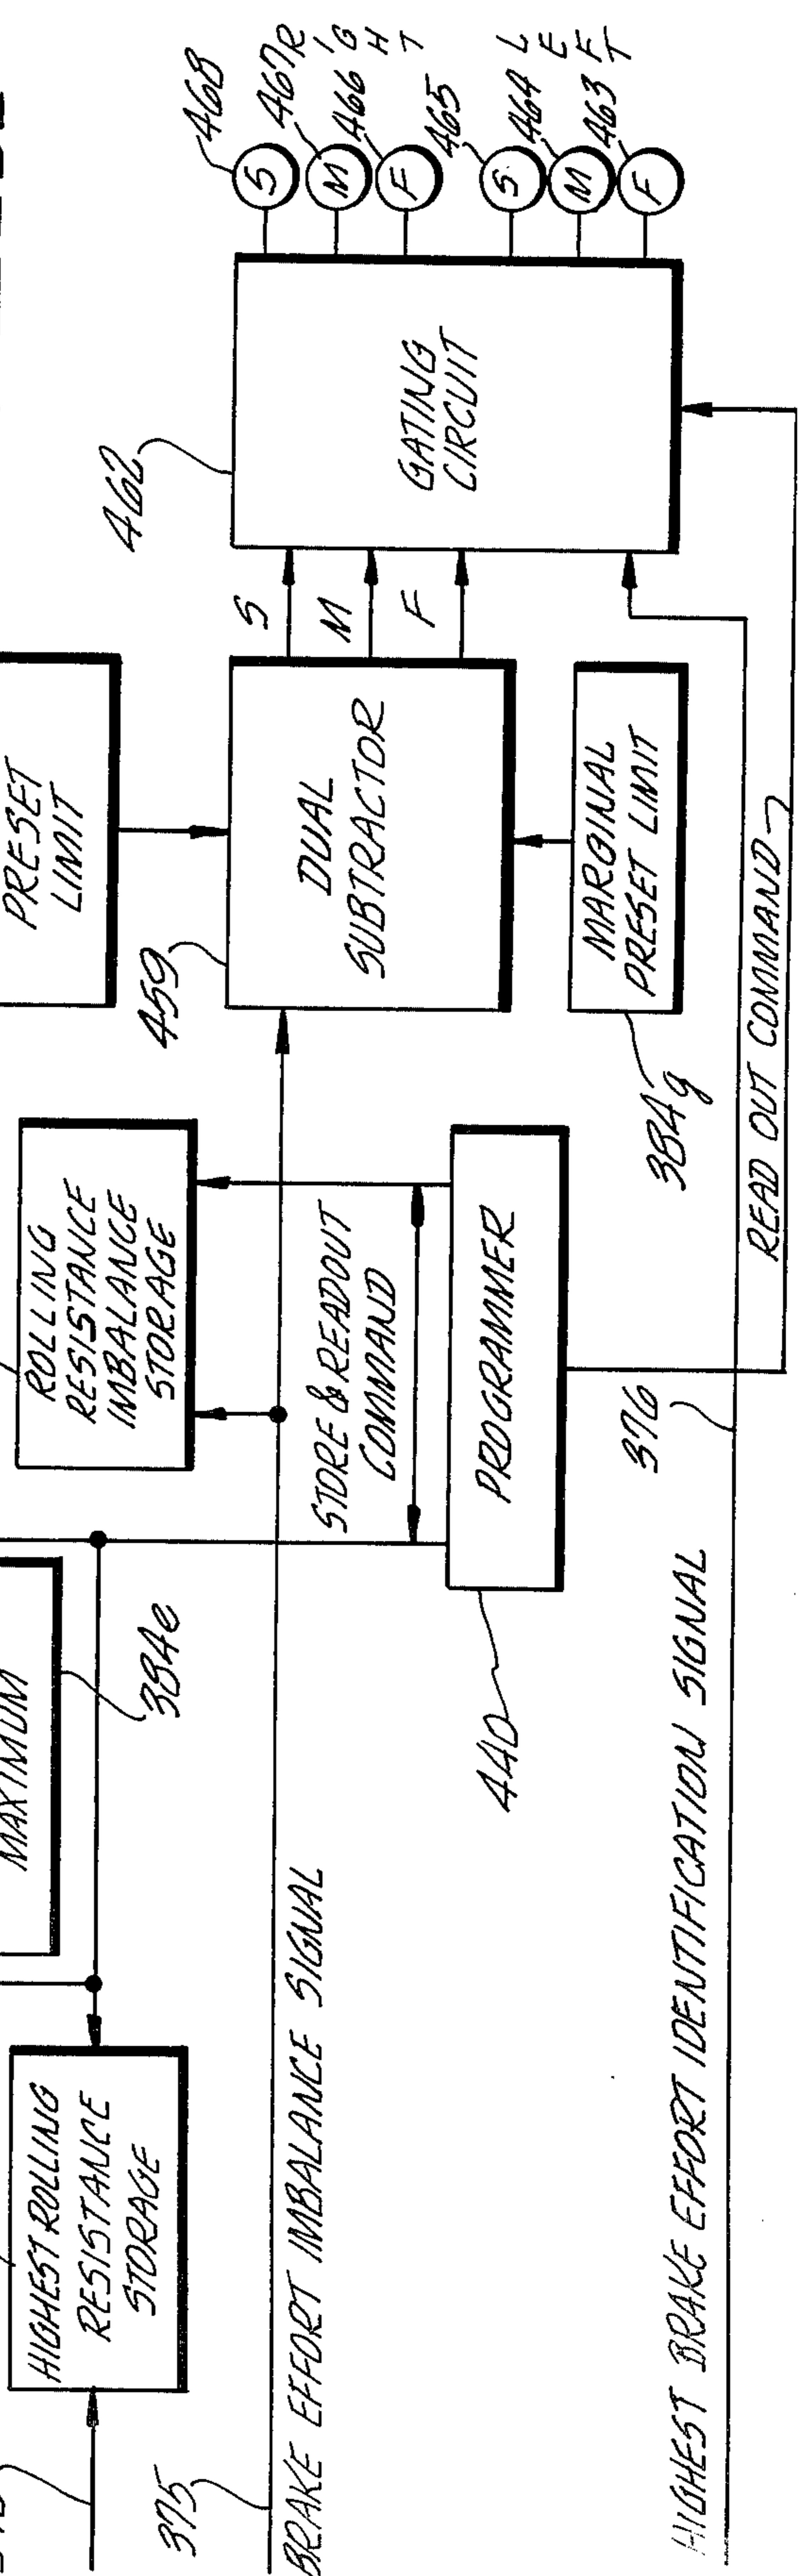 PRESET
LIMIT
MAXIMUM
384e
HIGHEST ROLLING
RESISTANCE
STORAGE
ROLLING
RESISTANCE
IMBALANCE
STORAGE
375
BRAKE EFFORT IMBALANCE SIGNAL
STORE & READOUT
COMMAND
PROGRAMMER
440
459
DUAL
SUBTRACTOR
S
M
F
MARGINAL
PRESET LIMIT
384g
462
GATING
CIRCUIT
S
468
M
467
F
466
RIGHT
S
465
M
464
F
463
LEFT
376
HIGHEST BRAKE EFFORT IDENTIFICATION SIGNAL
READ OUT COMMAND